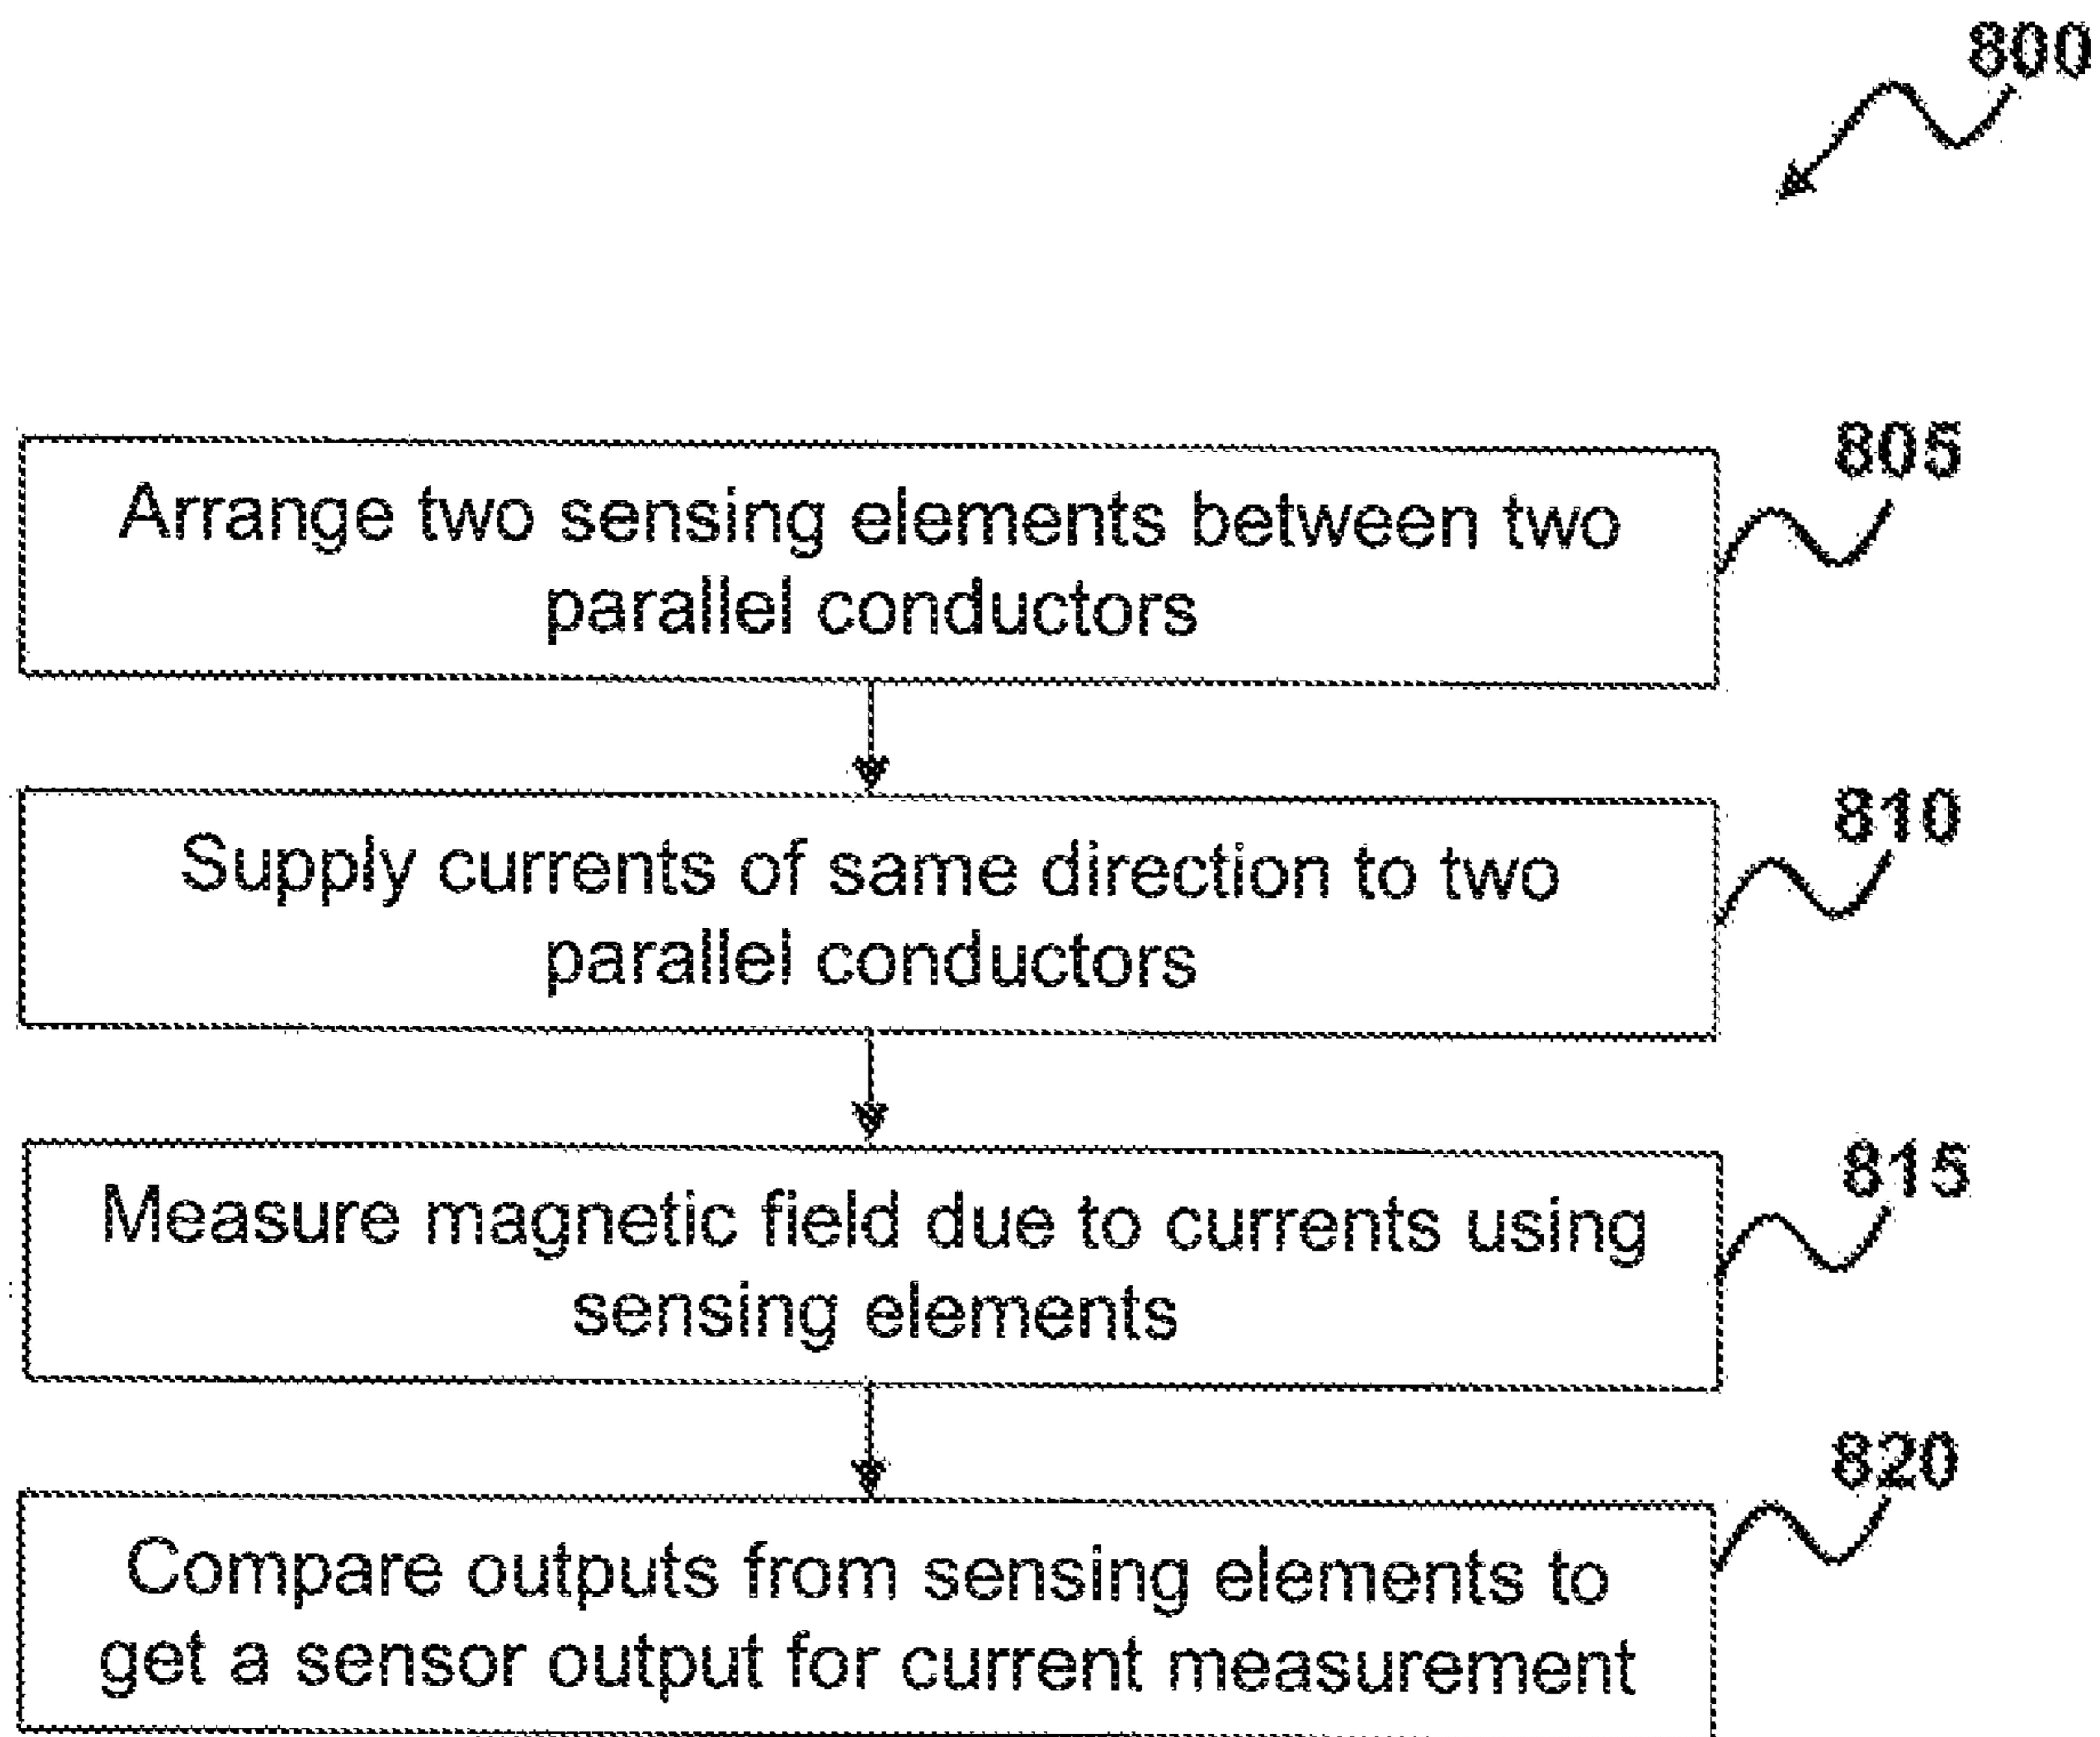 800
805
Arrange two sensing elements between two
parallel conductors
810
Supply currents of same direction to two
parallel conductors
815
Measure magnetic field due to currents using
sensing elements
820
Compare outputs from sensing elements to
get a sensor output for current measurement